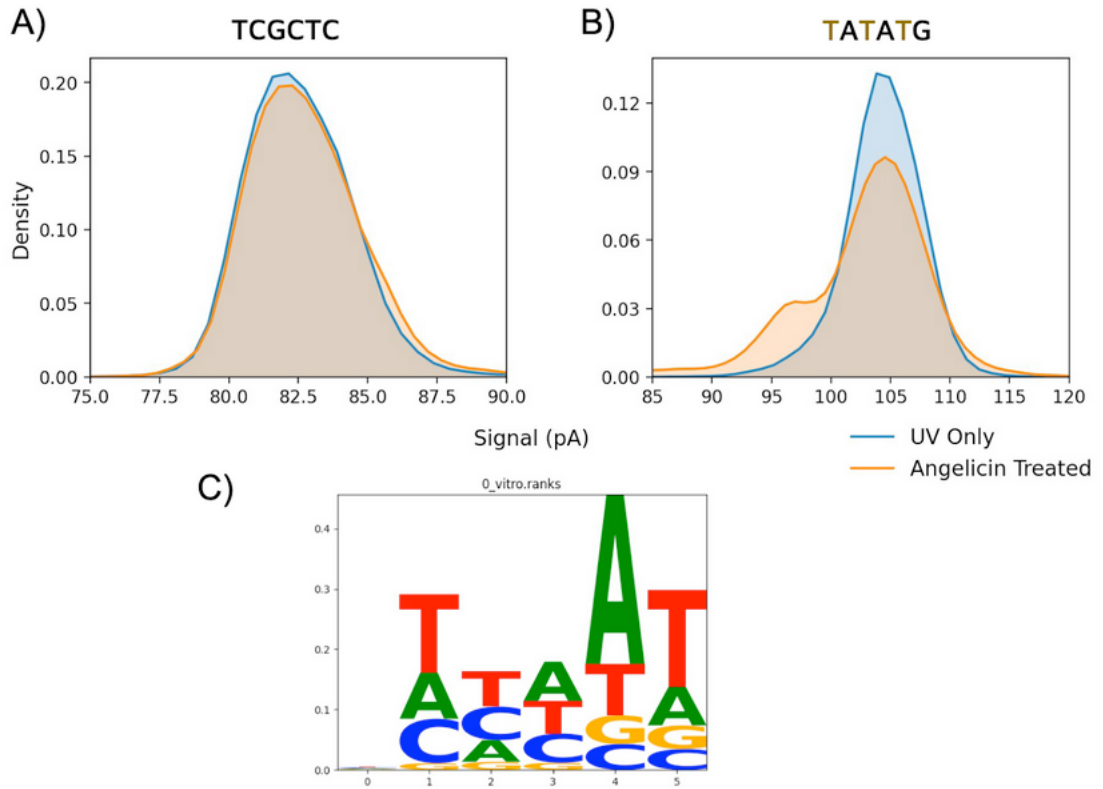 A)
TCGCTC
Density
0.20
0.15
0.10
0.05
0.00
75.0 77.5 80.0 82.5 85.0 87.5 90.0
B)
TATATG
0.12
0.09
0.06
0.03
0.00
85 90 95 100 105 110 115 120
Signal (pA)
UV Only
Angelicin Treated
C)
0_vitro.ranks
0.4
0.3
0.2
0.1
0.0
T T A A T
A C T T A
C A C G G
G G G C C
0 1 2 3 4 5